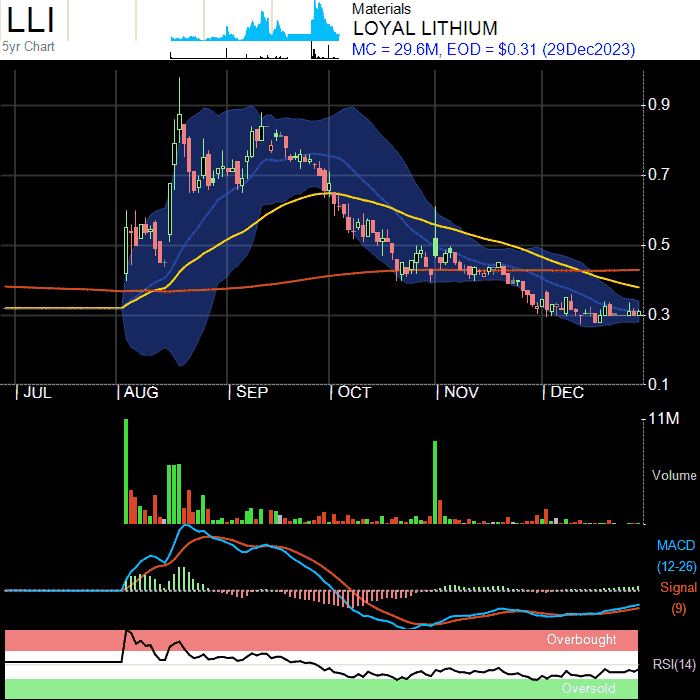 LLI
5yr Chart
Materials
LOYAL LITHIUM
MC = 29.6M, EOD = $0.31 (29Dec2023)
0.9
0.7
0.5
0.3
0.1
JUL AUG SEP OCT NOV DEC
11M
Volume
MACD
(12-26)
Signal
(9)
Overbought
RSI(14)
Oversold